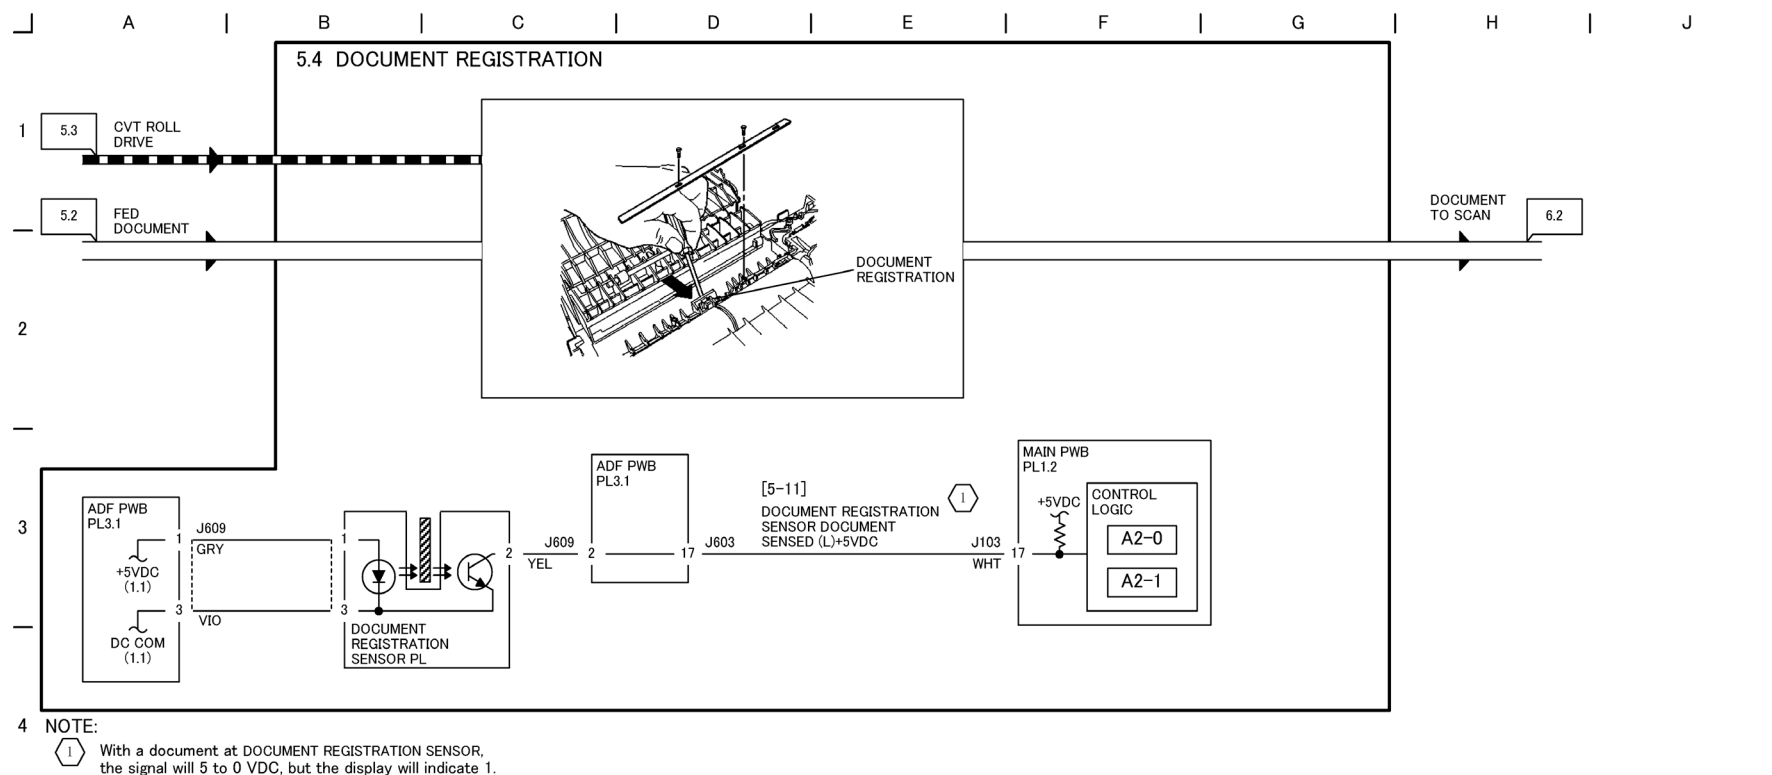 A B C D E F G H J
5.4 DOCUMENT REGISTRATION
1
5.3
CVT ROLL
DRIVE
5.2
FED
DOCUMENT
DOCUMENT
TO SCAN
6.2
DOCUMENT
REGISTRATION
2
3
ADF PWB
PL3.1
+5VDC
(1.1)
DC COM
(1.1)
1
J609
GRY
3
VIO
1
3
DOCUMENT
REGISTRATION
SENSOR PL
2
J609
YEL
ADF PWB
PL3.1
2
17
J603
[5-11]
DOCUMENT REGISTRATION
SENSOR DOCUMENT
SENSED (L)+5VDC
1
J103
WHT
MAIN PWB
PL1.2
17
+5VDC
CONTROL
LOGIC
A2-0
A2-1
4
NOTE:
1
With a document at DOCUMENT REGISTRATION SENSOR,
the signal will 5 to 0 VDC, but the display will indicate 1.